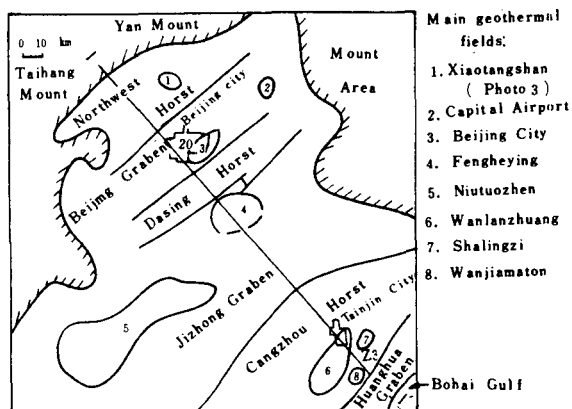 Yan Mount
0 10 km
Taihang
Mount
Mount
Area
Northwest Horst
Beijing city
1
2
20
3
Beijmg Graben
Dasing Horst
I
4
5
Jizhong Graben
Cangzhou Horst
Tainjin City
6
7
Z3
8
Huanghua
Graben
Bohai Gulf
Main geothermal
fields:
1. Xiaotangshan
( Photo 3 )
2. Capital Airport
3. Beijing City
4. Fengheying
5. Niutuozhen
6. Wanlanzhuang
7. Shalingzi
8. Wanjiamaton